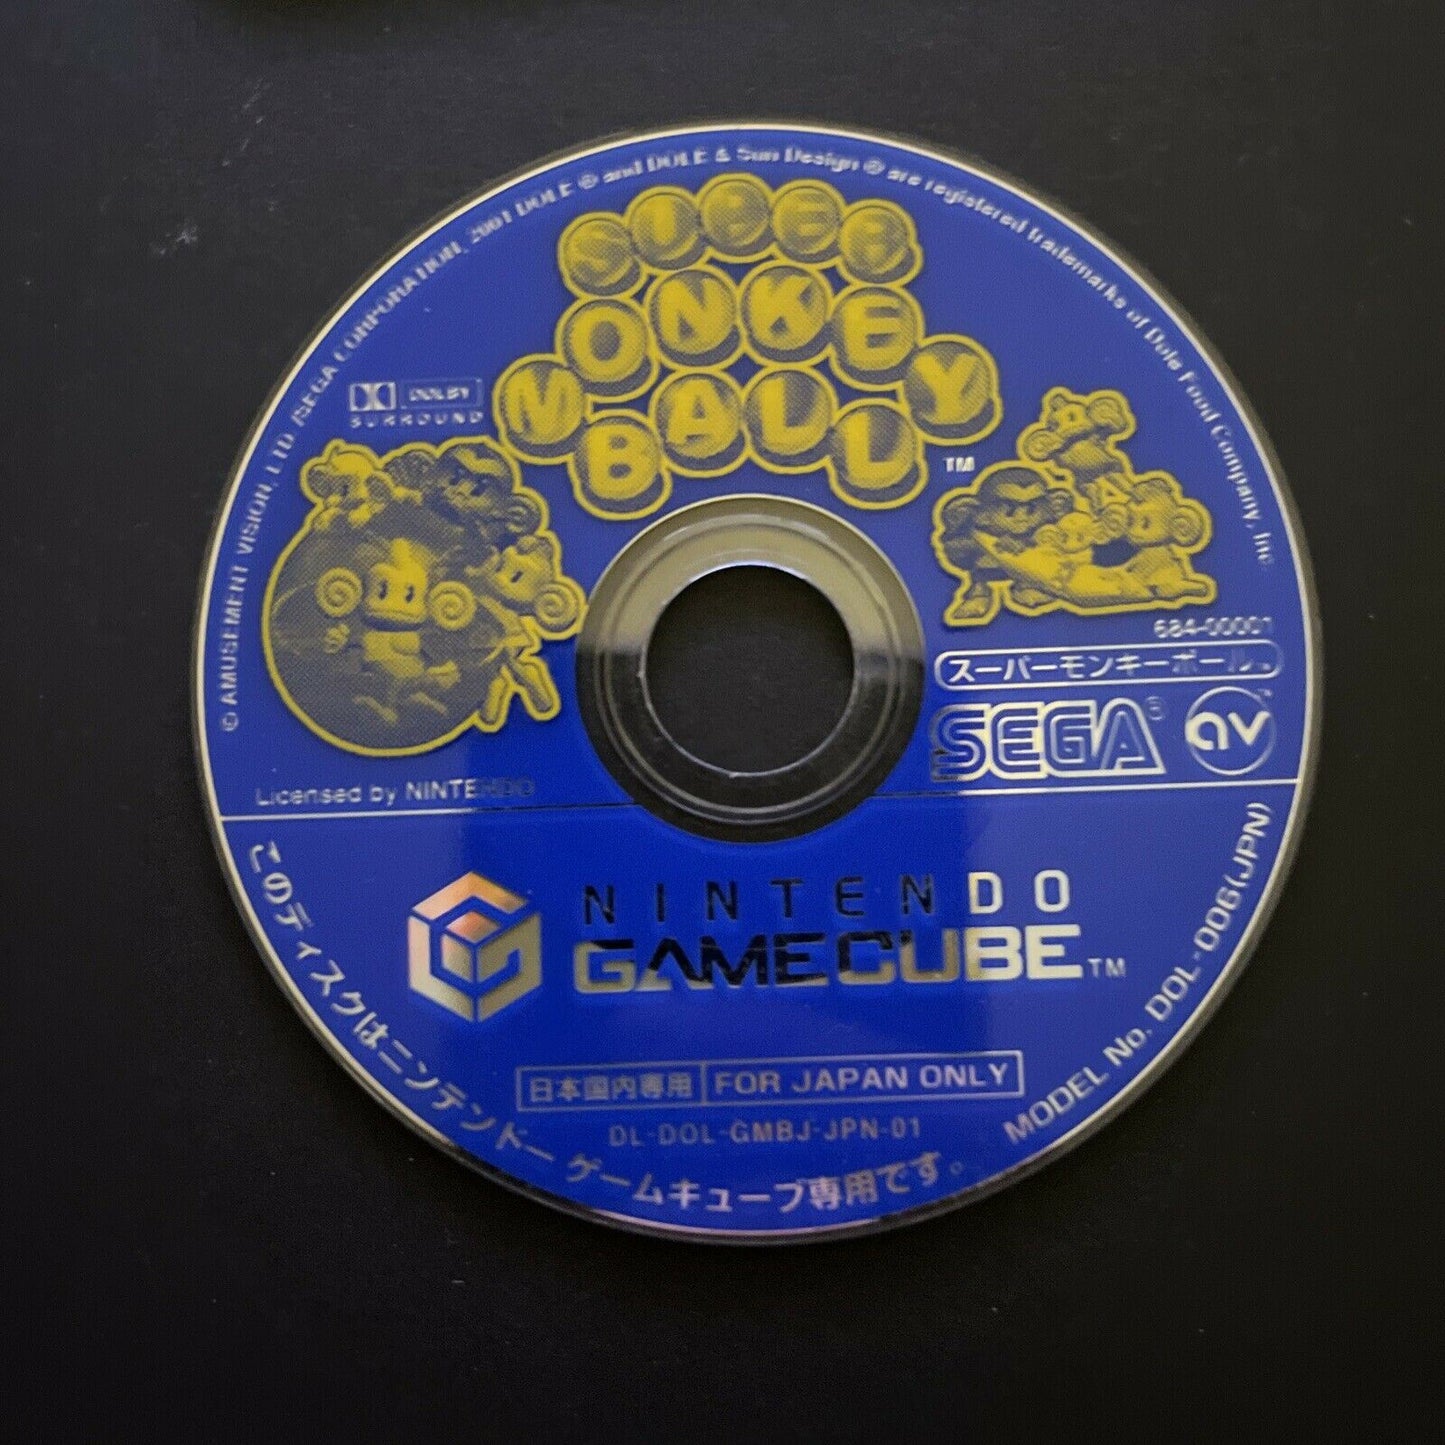 © AMUSEMENT VISION, LTD./SEGA CORPORATION, 2001 DOLE ® and DOLE & Sun Design ® are registered trademarks of Dole Food Company, Inc.
SUPER
MONKEY
BALL™
DOLBY
SURROUND
684-00001
スーパーモンキーボール
SEGA®
av™
Licensed by NINTENDO
NINTENDO
GAMECUBE™
日本国内専用 FOR JAPAN ONLY
DL-DOL-GMBJ-JPN-01
このディスクはニンテンドー ゲームキューブ専用です。
MODEL No. DOL-006(JPN)